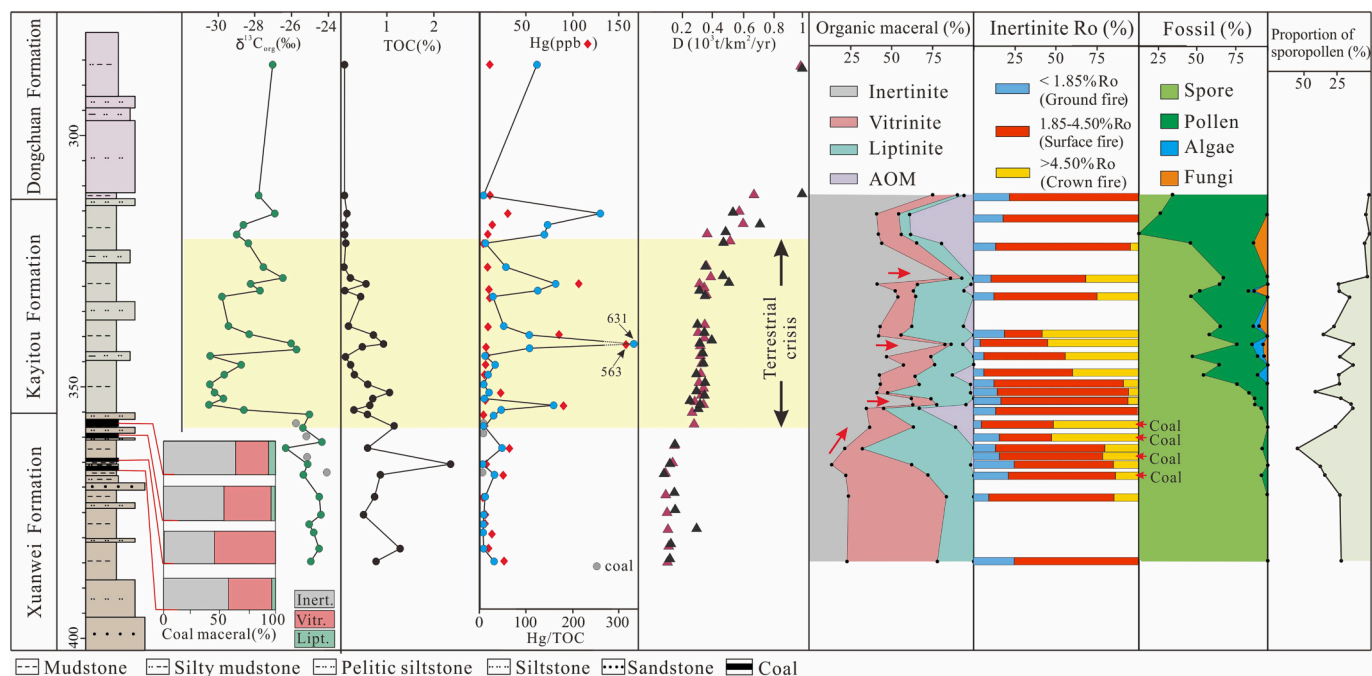 -30 -28 -26 -24
δ¹³Corg(‰)
1 2
TOC(%)
0 50 100 150
Hg(ppb ♦)
0.2 0.4 0.6 0.8 1
D (10³t/km²/yr)
Organic maceral (%)
25 50 75
Inertinite Ro (%)
25 50 75
Fossil (%)
25 50 75
Proportion of
sporopollen (%)
50 25
Dongchuan Formation
Kayitou Formation
Xuanwei Formation
300
350
400
Inertinite
Vitrinite
Liptinite
AOM
< 1.85%Ro
(Ground fire)
1.85-4.50%Ro
(Surface fire)
>4.50% Ro
(Crown fire)
Spore
Pollen
Algae
Fungi
631
563
Terrestrial
crisis
Coal
Coal
Coal
Coal
coal
Inert.
Vitr.
Lipt.
0 50 100
Coal maceral(%)
0 100 200 300
Hg/TOC
Mudstone Silty mudstone Pelitic siltstone Siltstone Sandstone Coal